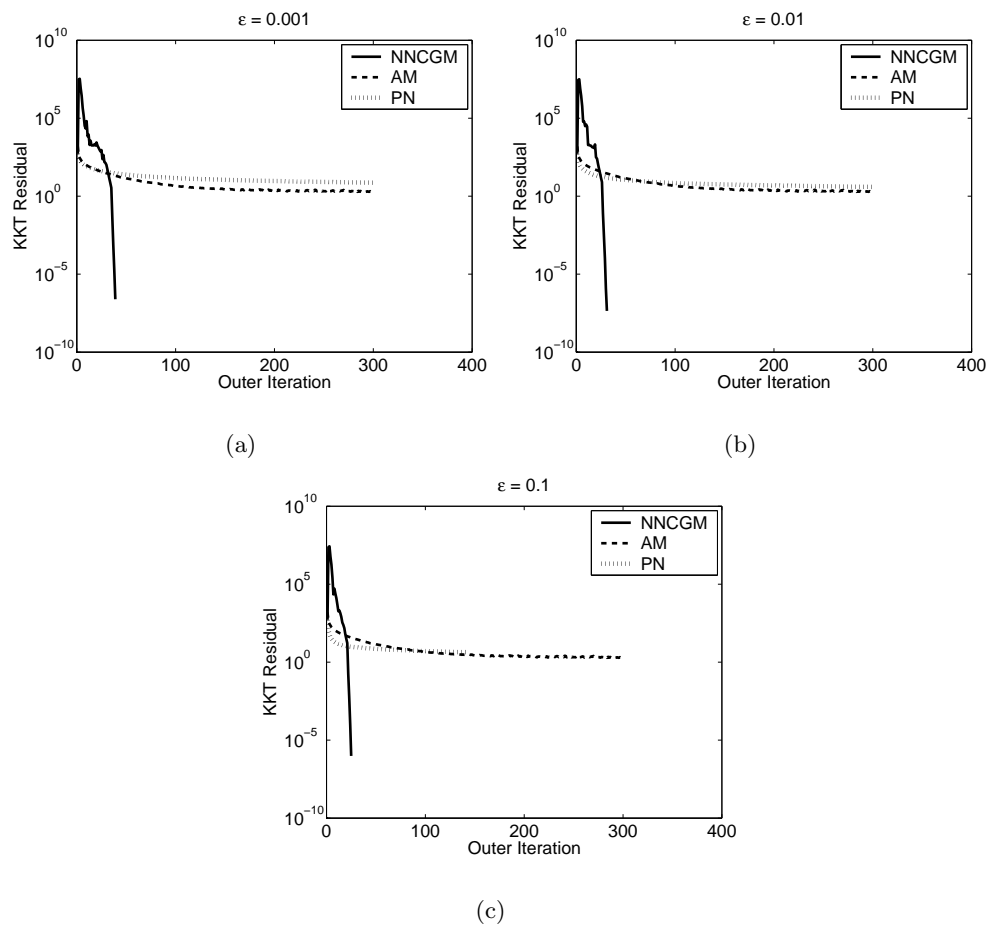 ε = 0.001
10^10
10^5
10^0
10^−5
10^−10
KKT Residual
0
100
200
300
400
Outer Iteration
NNCGM
AM
PN
(a)
ε = 0.01
10^10
10^5
10^0
10^−5
10^−10
KKT Residual
0
100
200
300
400
Outer Iteration
NNCGM
AM
PN
(b)
ε = 0.1
10^10
10^5
10^0
10^−5
10^−10
KKT Residual
0
100
200
300
400
Outer Iteration
NNCGM
AM
PN
(c)